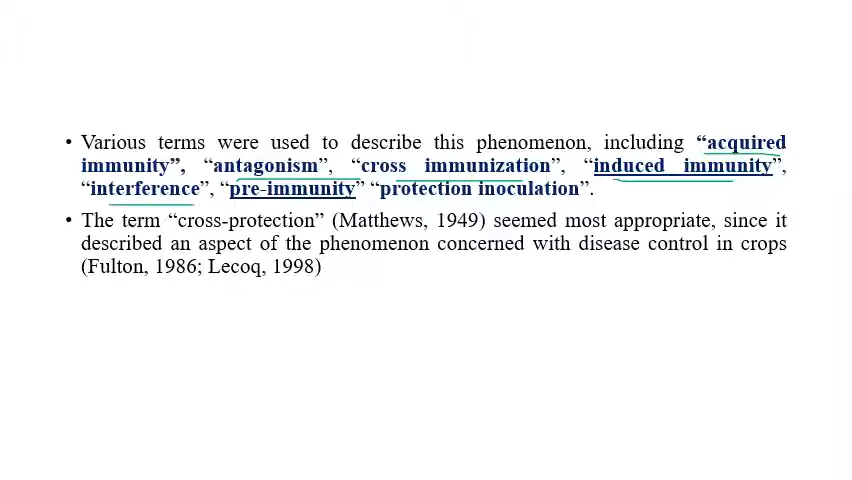 • Various terms were used to describe this phenomenon, including “acquired
immunity”, “antagonism”, “cross immunization”, “induced immunity”,
“interference”, “pre-immunity” “protection inoculation”.
• The term “cross-protection” (Matthews, 1949) seemed most appropriate, since it
described an aspect of the phenomenon concerned with disease control in crops
(Fulton, 1986; Lecoq, 1998)